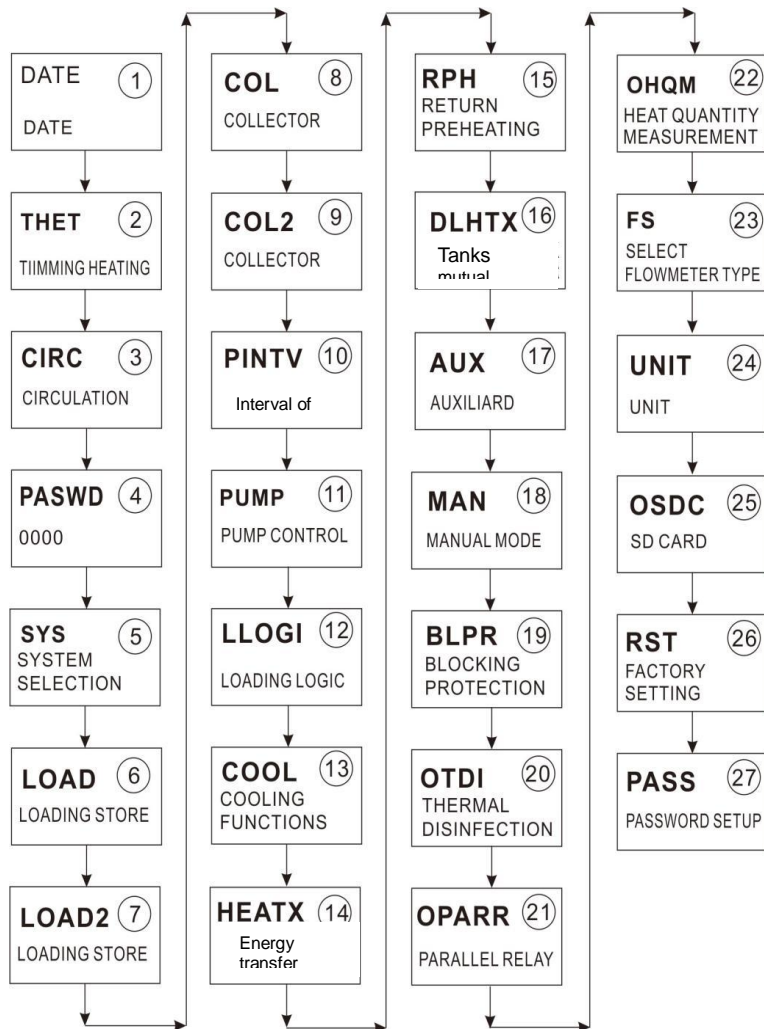 DATE 1
DATE
THET 2
TIIMMING HEATING
CIRC 3
CIRCULATION
PASWD 4
0000
SYS 5
SYSTEM
SELECTION
LOAD 6
LOADING STORE
LOAD2 7
LOADING STORE
COL 8
COLLECTOR
COL2 9
COLLECTOR
PINTV 10
Interval of
PUMP 11
PUMP CONTROL
LLOGI 12
LOADING LOGIC
COOL 13
COOLING
FUNCTIONS
HEATX 14
Energy
transfer
RPH 15
RETURN
PREHEATING
DLHTX 16
Tanks
mutual
AUX 17
AUXILIARD
MAN 18
MANUAL MODE
BLPR 19
BLOCKING
PROTECTION
OTDI 20
THERMAL
DISINFECTION
OPARR 21
PARALLEL RELAY
OHQM 22
HEAT QUANTITY
MEASUREMENT
FS 23
SELECT
FLOWMETER TYPE
UNIT 24
UNIT
OSDC 25
SD CARD
RST 26
FACTORY
SETTING
PASS 27
PASSWORD SETUP